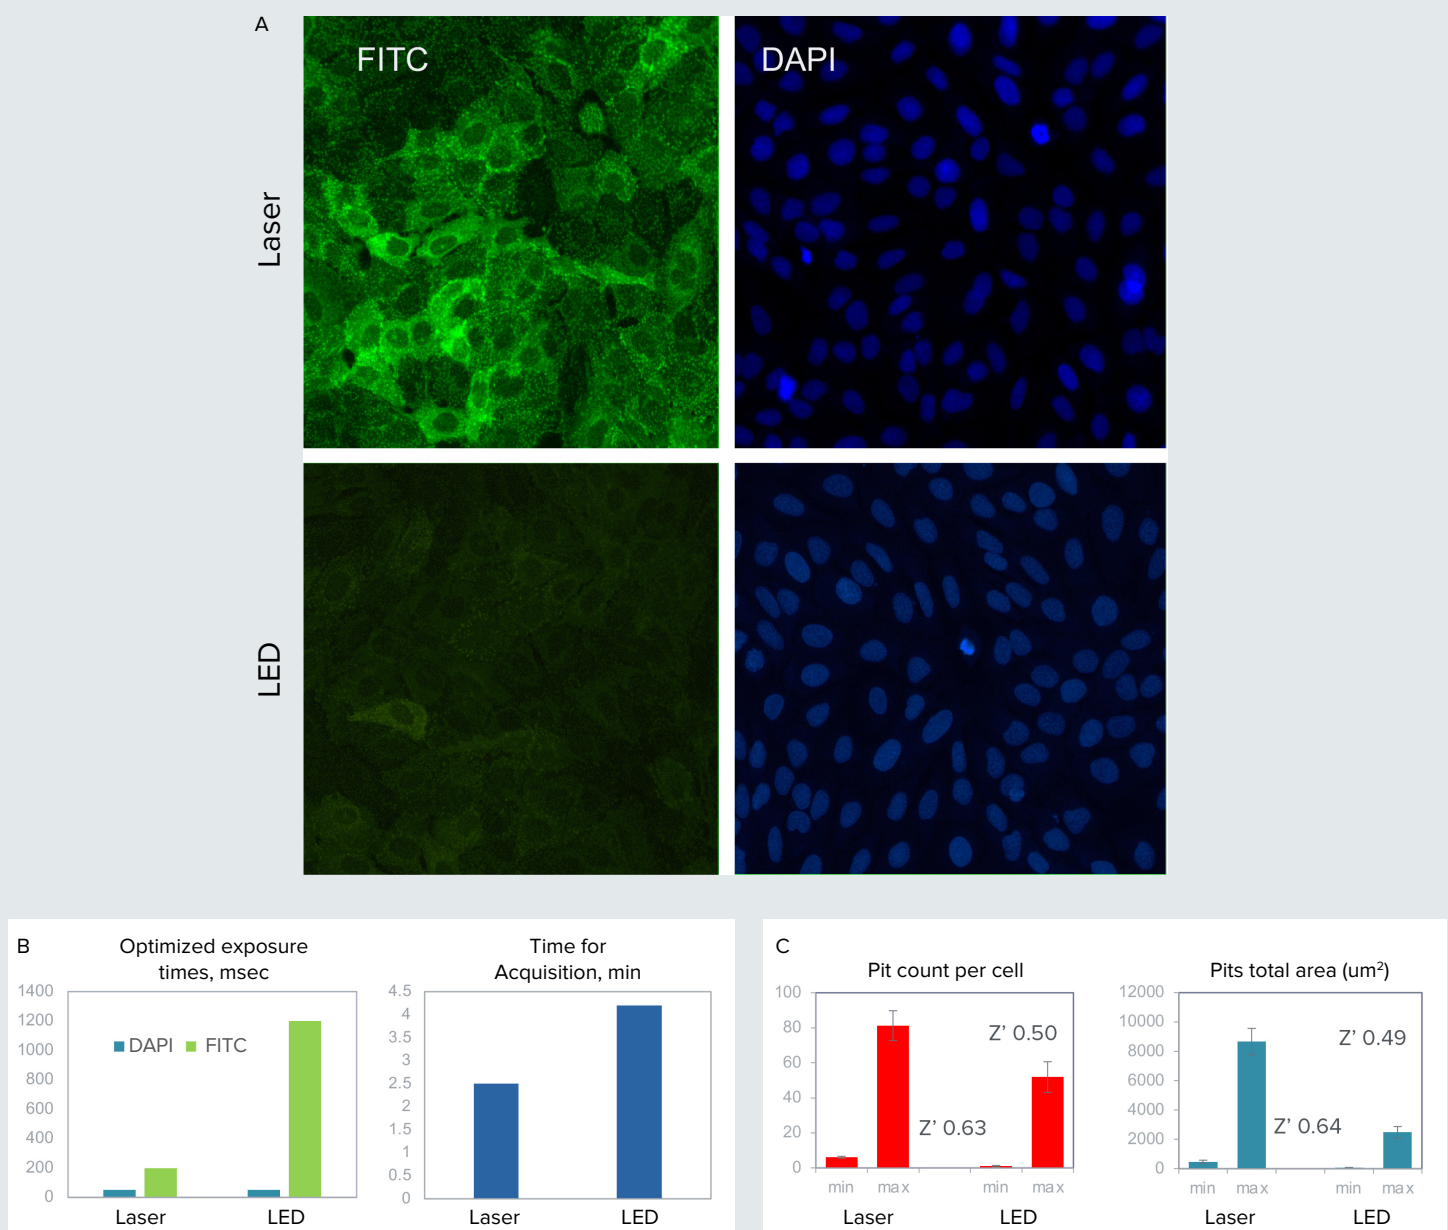 A
FITC
DAPI
Laser
LED
B
Optimized exposure
times, msec
1400
1200
1000
800
600
400
200
0
DAPI FITC
Laser LED
Time for
Acquisition, min
4.5
4
3.5
3
2.5
2
1.5
1
0.5
0
Laser LED
C
Pit count per cell
100
80
60
40
20
0
Z’ 0.50
Z’ 0.63
min max min max
Laser LED
Pits total area (um²)
12000
10000
8000
6000
4000
2000
0
Z’ 0.49
Z’ 0.64
min max min max
Laser LED